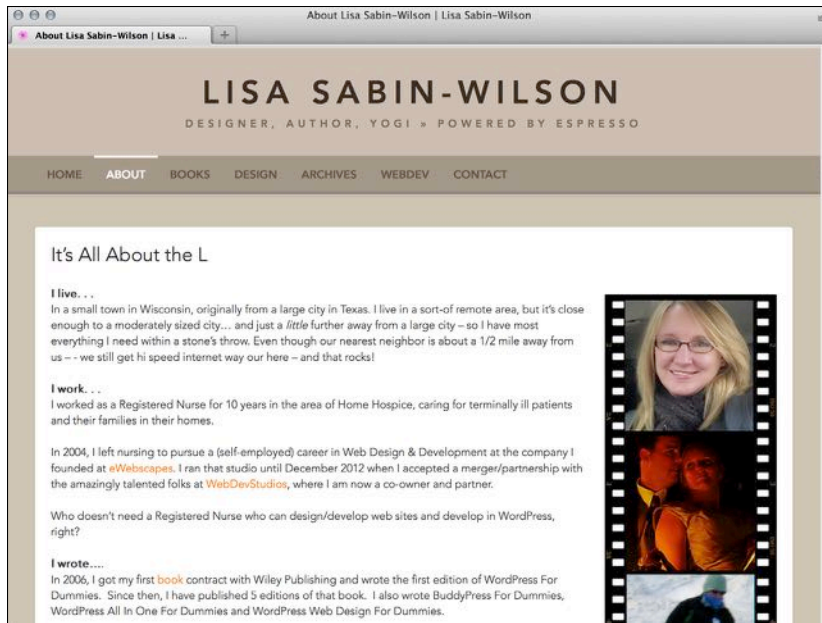 About Lisa Sabin-Wilson | Lisa Sabin-Wilson
About Lisa Sabin-Wilson | Lisa ...
LISA SABIN-WILSON
DESIGNER, AUTHOR, YOGI » POWERED BY ESPRESSO
HOME ABOUT BOOKS DESIGN ARCHIVES WEBDEV CONTACT
It's All About the L
I live. . .
In a small town in Wisconsin, originally from a large city in Texas. I live in a sort-of remote area, but it's close
enough to a moderately sized city… and just a little further away from a large city – so I have most
everything I need within a stone's throw. Even though our nearest neighbor is about a 1/2 mile away from
us – - we still get hi speed internet way our here – and that rocks!
I work. . .
I worked as a Registered Nurse for 10 years in the area of Home Hospice, caring for terminally ill patients
and their families in their homes.
In 2004, I left nursing to pursue a (self-employed) career in Web Design & Development at the company I
founded at eWebscapes. I ran that studio until December 2012 when I accepted a merger/partnership with
the amazingly talented folks at WebDevStudios, where I am now a co-owner and partner.
Who doesn't need a Registered Nurse who can design/develop web sites and develop in WordPress,
right?
I wrote….
In 2006, I got my first book contract with Wiley Publishing and wrote the first edition of WordPress For
Dummies.  Since then, I have published 5 editions of that book.  I also wrote BuddyPress For Dummies,
WordPress All In One For Dummies and WordPress Web Design For Dummies.